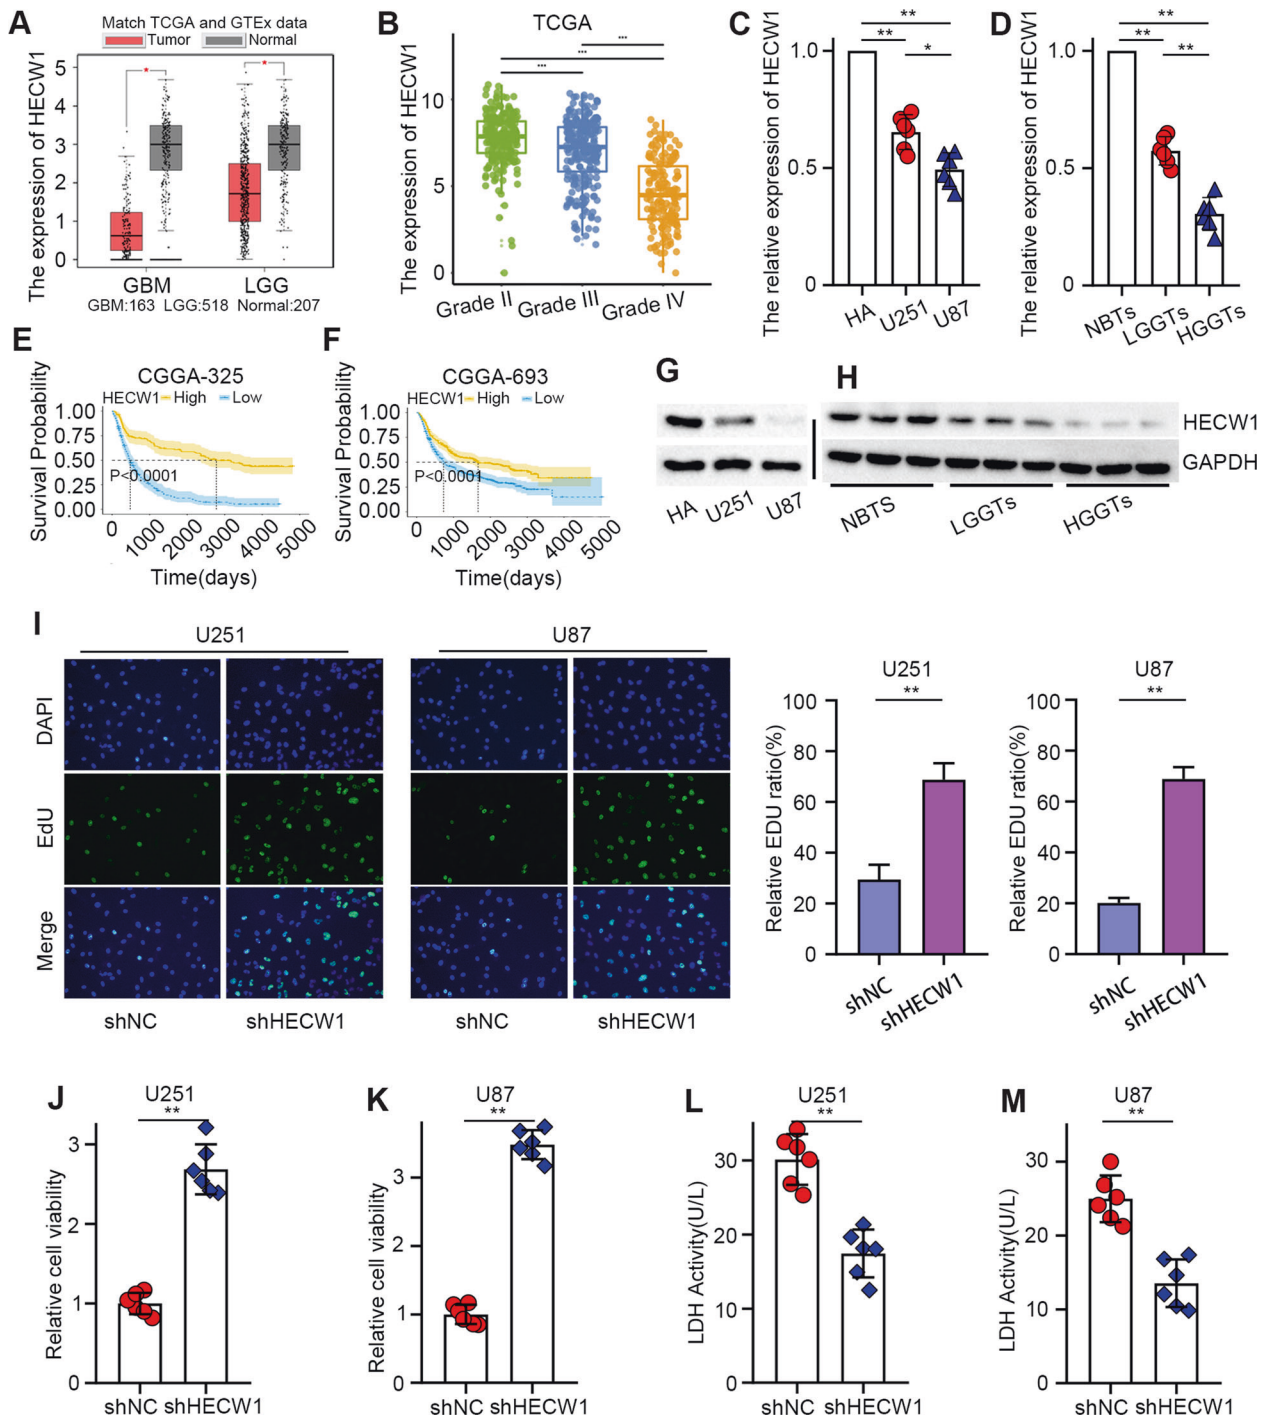 A
Match TCGA and GTEx data
Tumor Normal
The expression of HECW1
5
4
3
2
1
0
*
*
GBM LGG
GBM:163 LGG:518 Normal:207
B
TCGA
The expression of HECW1
10
5
0
***
***
***
Grade II Grade III Grade IV
C
The relative expression of HECW1
1.0
0.5
0
**
**
*
HA U251 U87
D
The relative expression of HECW1
1.0
0.5
0
**
**
**
NBTs LGGTs HGGTs
E
CGGA-325
HECW1 High Low
Survival Probability
1.00
0.75
0.50
0.25
0.00
P<0.0001
0 1000 2000 3000 4000 5000
Time(days)
F
CGGA-693
HECW1 High Low
Survival Probability
1.00
0.75
0.50
0.25
0.00
P<0.0001
0 1000 2000 3000 4000 5000
Time(days)
G
HA U251 U87
H
HECW1
GAPDH
NBTS LGGTs HGGTs
I
U251 U87
DAPI
EdU
Merge
shNC shHECW1 shNC shHECW1
U251
**
Relative EDU ratio(%)
100
80
60
40
20
0
shNC shHECW1
U87
**
Relative EDU ratio(%)
100
80
60
40
20
0
shNC shHECW1
J
U251
**
Relative cell viability
3
2
1
0
shNC shHECW1
K
U87
**
Relative cell viability
3
2
1
0
shNC shHECW1
L
U251
**
LDH Activity(U/L)
30
20
10
0
shNC shHECW1
M
U87
**
LDH Activity(U/L)
30
20
10
0
shNC shHECW1